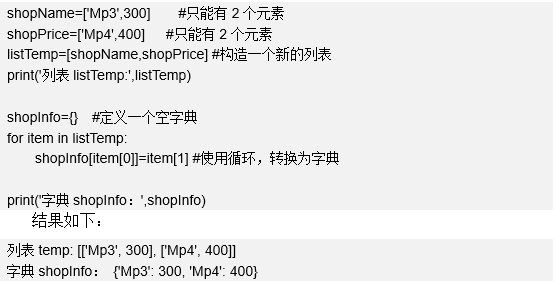 shopName=['Mp3',300] #只能有 2 个元素
shopPrice=['Mp4',400] #只能有 2 个元素
listTemp=[shopName,shopPrice] #构造一个新的列表
print('列表 listTemp:',listTemp)
shopInfo={} #定义一个空字典
for item in listTemp:
shopInfo[item[0]]=item[1] #使用循环，转换为字典
print('字典 shopInfo：',shopInfo)
结果如下：
列表 temp: [['Mp3', 300], ['Mp4', 400]]
字典 shopInfo： {'Mp3': 300, 'Mp4': 400}